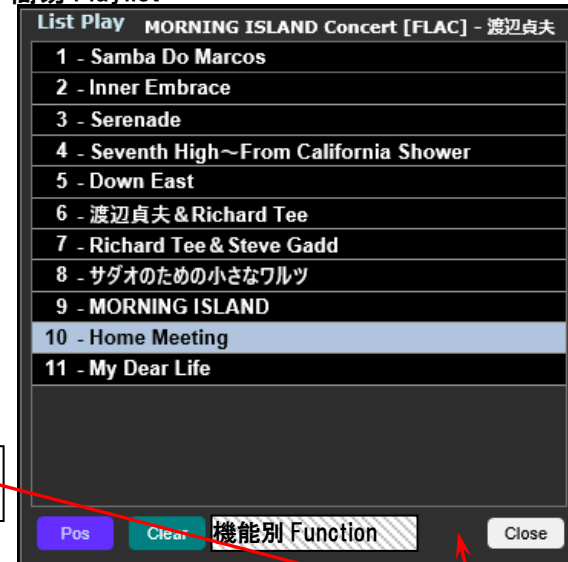 List Play MORNING ISLAND Concert [FLAC] - 渡辺貞夫
1 - Samba Do Marcos
2 - Inner Embrace
3 - Serenade
4 - Seventh High～From California Shower
5 - Down East
6 - 渡辺貞夫＆Richard Tee
7 - Richard Tee & Steve Gadd
8 - サダオのための小さなワルツ
9 - MORNING ISLAND
10 - Home Meeting
11 - My Dear Life
Pos Clear 機能別 Function Close